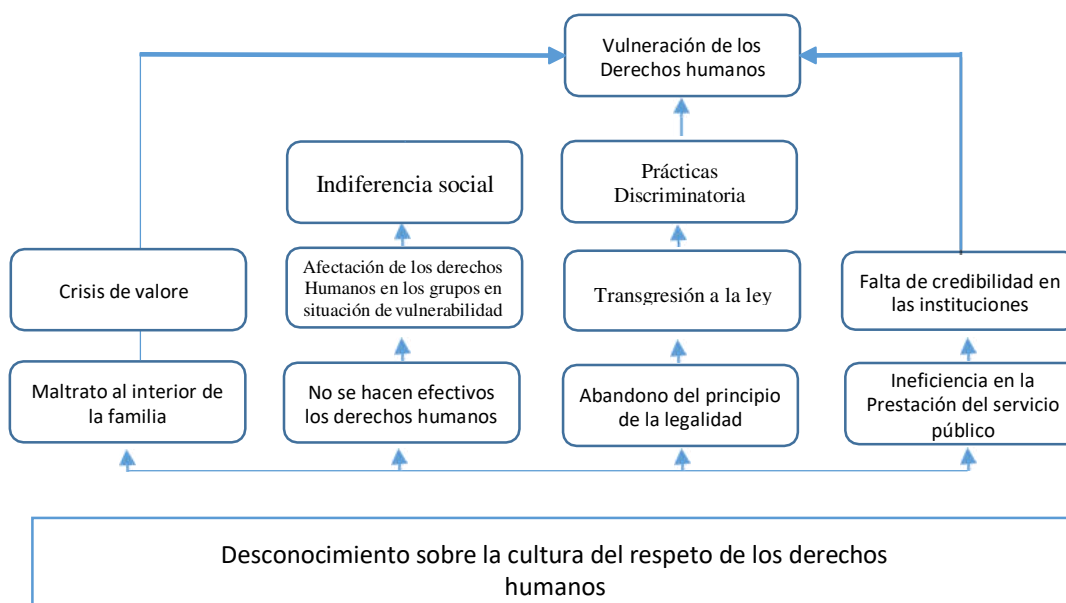 Vulneración de los
Derechos humanos
Indiferencia social
Prácticas
Discriminatoria
Crisis de valore
Afectación de los derechos
Humanos en los grupos en
situación de vulnerabilidad
Transgresión a la ley
Falta de credibilidad en
las instituciones
Maltrato al interior de
la familia
No se hacen efectivos
los derechos humanos
Abandono del principio
de la legalidad
Ineficiencia en la
Prestación del servicio
público
Desconocimiento sobre la cultura del respeto de los derechos
humanos